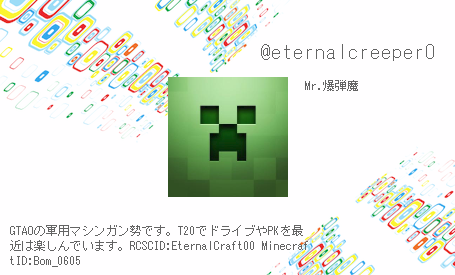 @eternalcreeper0
Mr.爆弾魔
GTAOの軍用マシンガン勢です。T20でドライブやPKを最
近は楽しんでいます。RCSCID:EternalCraft00 Minecraf
tID:Bom_0605